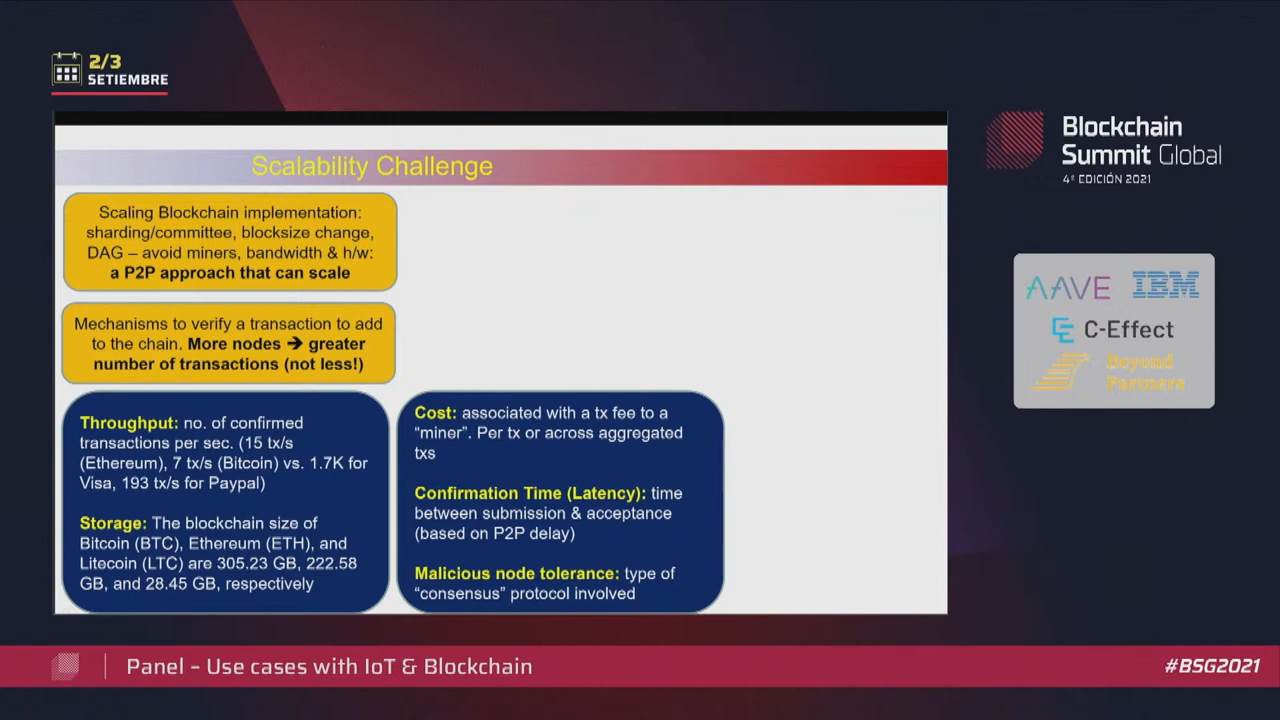 2/3
SETIEMBRE
Blockchain
Summit Global
4ª EDICIÓN 2021
Scalability Challenge
Scaling Blockchain implementation:
sharding/committee, blocksize change,
DAG – avoid miners, bandwidth & h/w:
a P2P approach that can scale
Mechanisms to verify a transaction to add
to the chain. More nodes ➔ greater
number of transactions (not less!)
Throughput: no. of confirmed
transactions per sec. (15 tx/s
(Ethereum), 7 tx/s (Bitcoin) vs. 1.7K for
Visa, 193 tx/s for Paypal)
Storage: The blockchain size of
Bitcoin (BTC), Ethereum (ETH), and
Litecoin (LTC) are 305.23 GB, 222.58
GB, and 28.45 GB, respectively
Cost: associated with a tx fee to a
“miner”. Per tx or across aggregated
txs
Confirmation Time (Latency): time
between submission & acceptance
(based on P2P delay)
Malicious node tolerance: type of
“consensus” protocol involved
AAVE IBM
C-Effect
Beyond
Partners
Panel – Use cases with IoT & Blockchain
#BSG2021